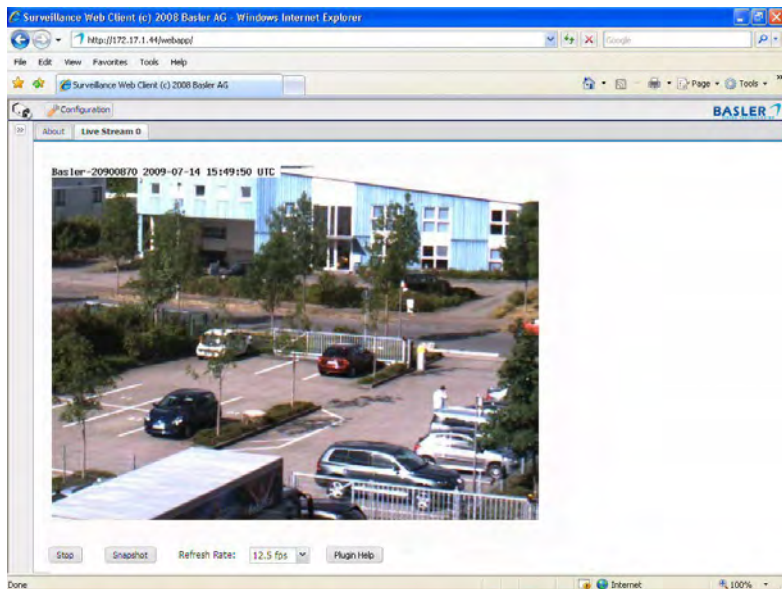 Surveillance Web Client (c) 2008 Basler AG - Windows Internet Explorer
http://172.17.1.44/webapp/
Google
File Edit View Favorites Tools Help
Surveillance Web Client (c) 2008 Basler AG
Page Tools
Configuration
BASLER
About Live Stream 0
Basler-20900870 2009-07-14 15:49:50 UTC
Stop Snapshot Refresh Rate: 12.5 fps Plugin Help
Done Internet 100%